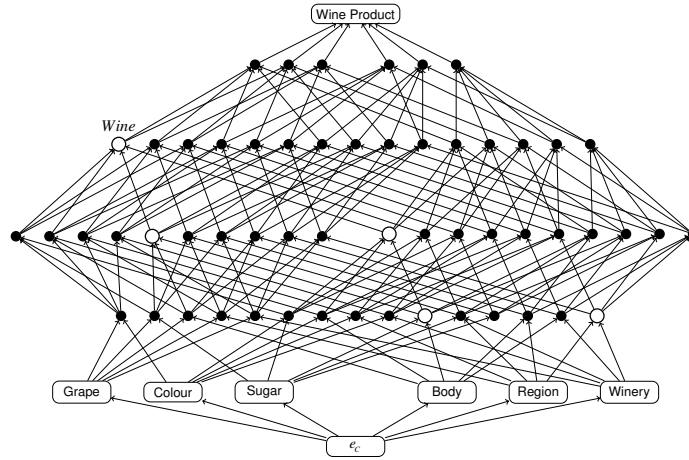 Wine Product
Wine
Grape
Colour
Sugar
Body
Region
Winery
e_C